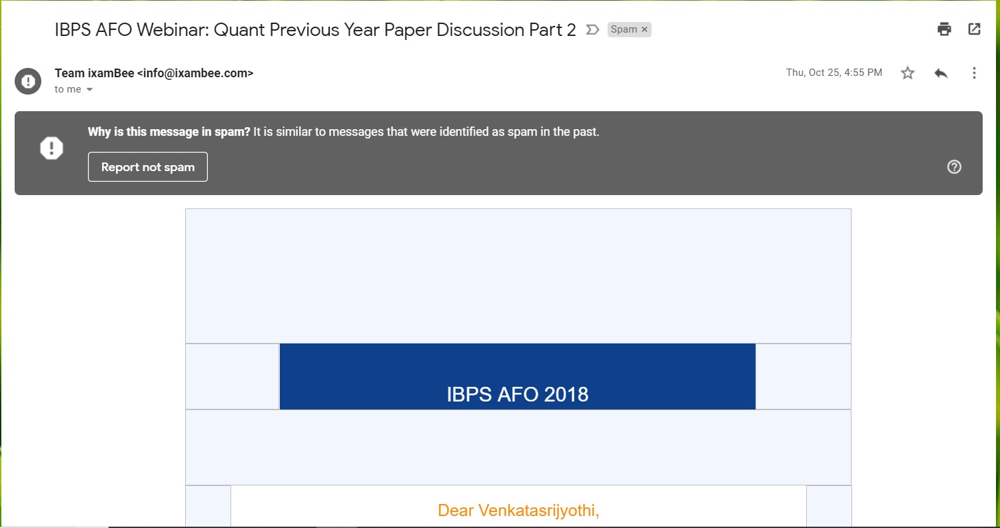 IBPS AFO Webinar: Quant Previous Year Paper Discussion Part 2 Spam ×
Team ixamBee <info@ixambee.com> Thu, Oct 25, 4:55 PM
to me
Why is this message in spam? It is similar to messages that were identified as spam in the past.
Report not spam
IBPS AFO 2018
Dear Venkatasrijyothi,